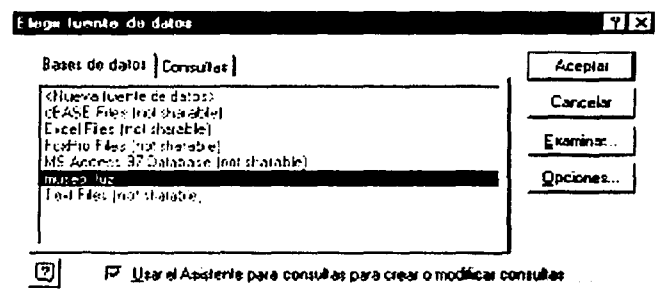 Elegir fuente de datos
Bases de datos
Consultas
Aceptar
<Nueva fuente de datos>
dBASE Files (not sharable)
Cancelar
Excel Files (not sharable)
FoxPro Files (not sharable)
Examinar...
MS Access 97 Database (not sharable)
museo_luz
Opciones...
Text Files (not sharable)
Usar el Asistente para consultas para crear o modificar consultas